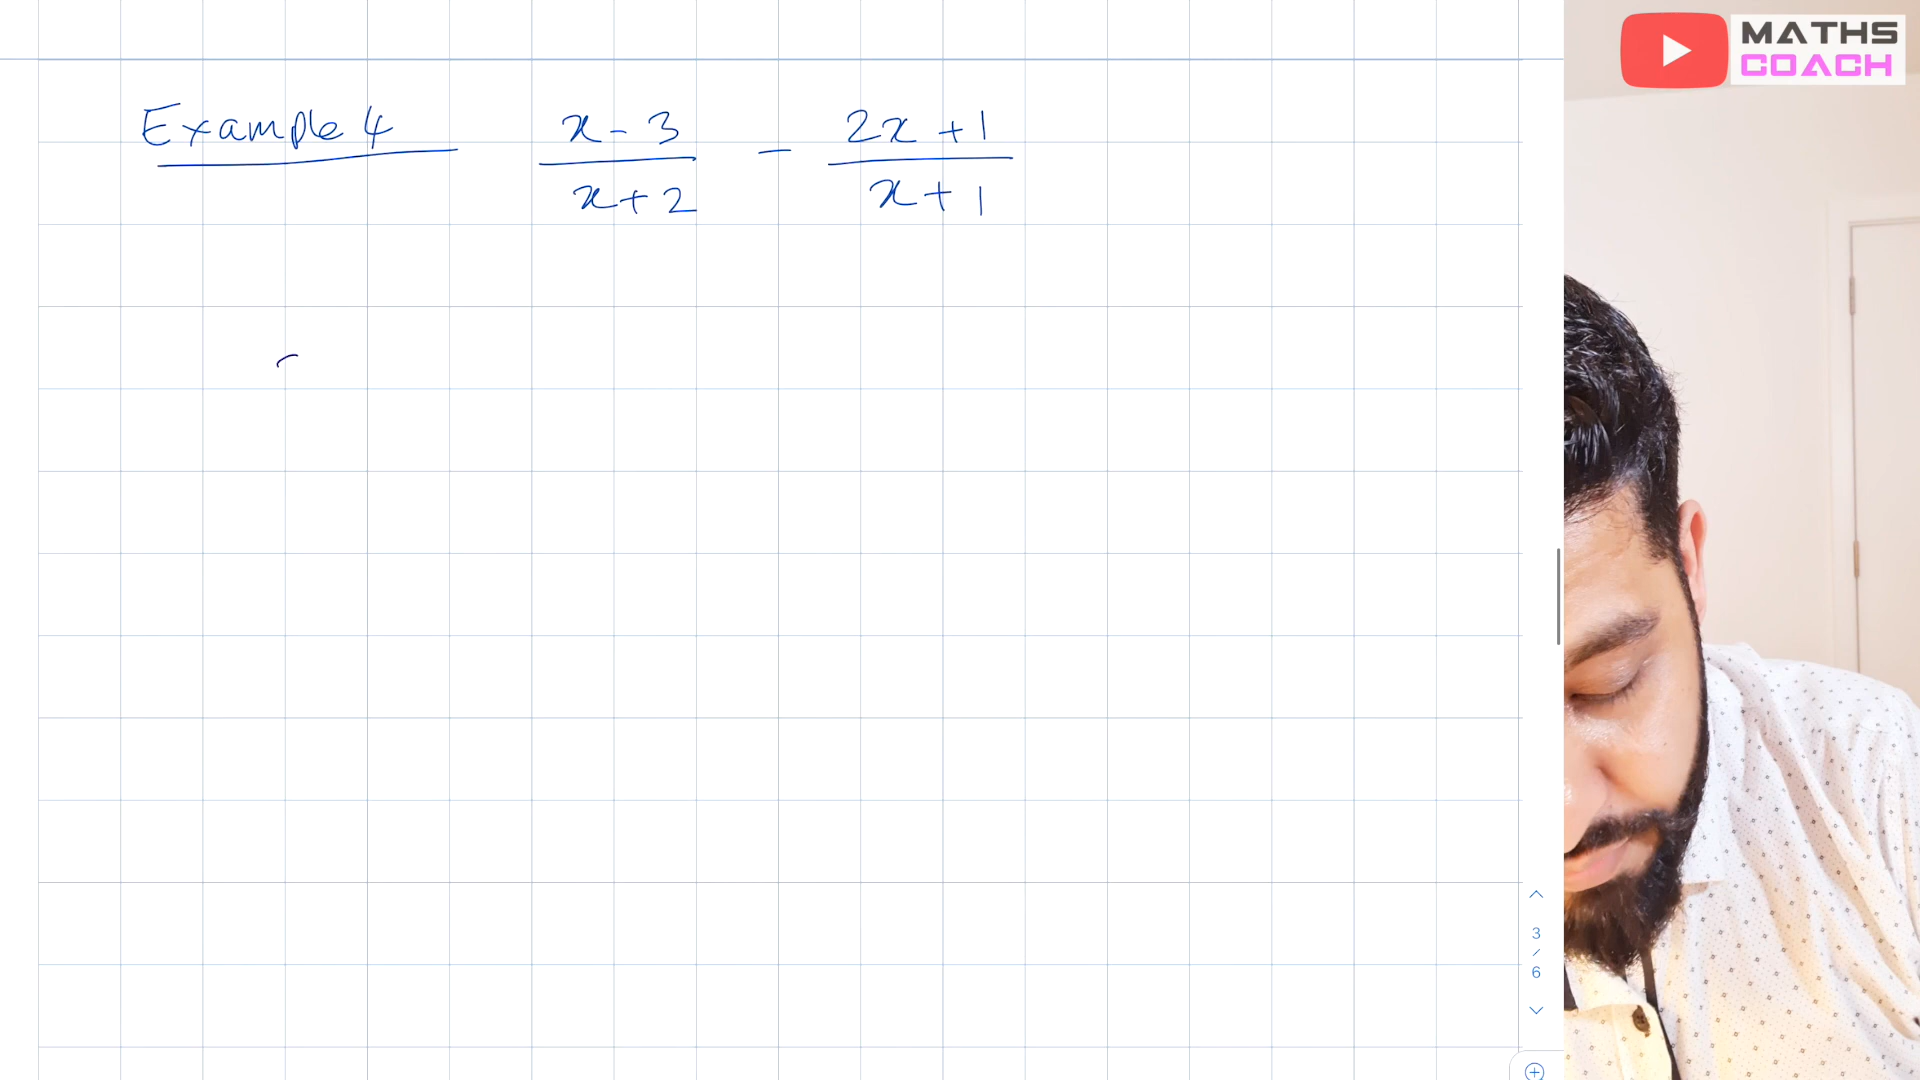 MATHS
COACH
Example 4 x - 3 - 2x + 1
x + 2 x + 1
3
/
6